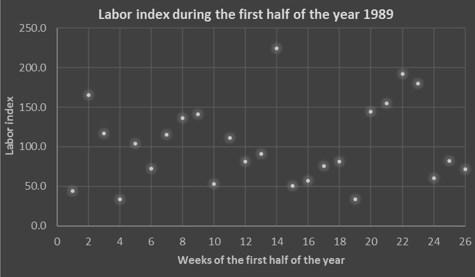 Labor index during the first half of the year 1989
250.0
200.0
150.0
100.0
50.0
0.0
Labor index
0 2 4 6 8 10 12 14 16 18 20 22 24 26
Weeks of the first half of the year